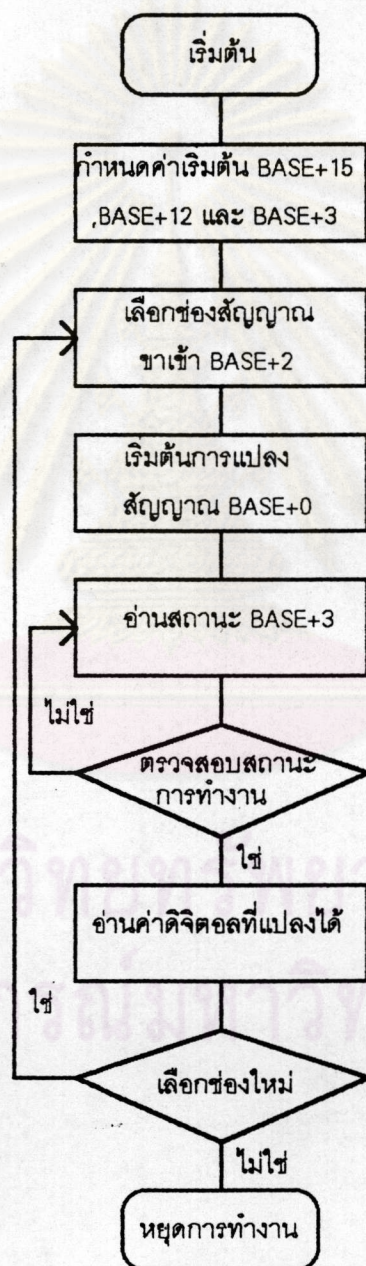 เริ่มต้น
กำหนดค่าเริ่มต้น BASE+15
,BASE+12 และ BASE+3
เลือกช่องสัญญาณ
ขาเข้า BASE+2
เริ่มต้นการแปลง
สัญญาณ BASE+0
อ่านสถานะ BASE+3
ไม่ใช่
ตรวจสอบสถานะ
การทำงาน
ใช่
อ่านค่าดิจิตอลที่แปลงได้
ใช่
เลือกช่องใหม่
ไม่ใช่
หยุดการทำงาน